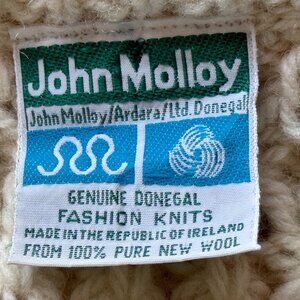 John Molloy
John Molloy/Ardara/Ltd. Donegal
GENUINE DONEGAL
FASHION KNITS
MADE IN THE REPUBLIC OF IRELAND
FROM 100% PURE NEW WOOL